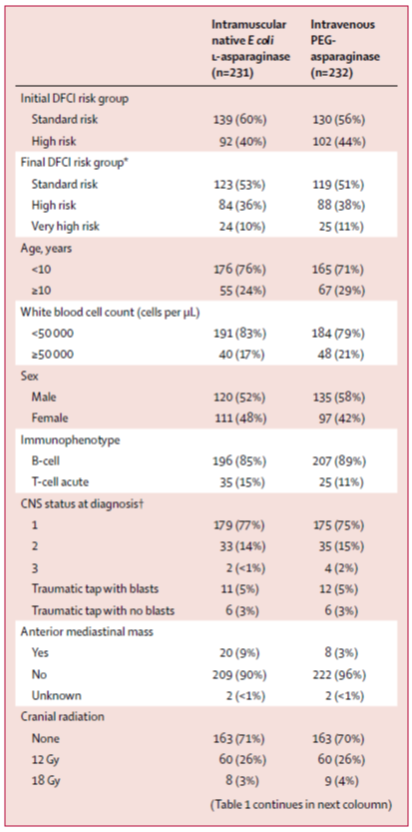 Intramuscular native E coli L-asparaginase (n=231) Intravenous PEG-asparaginase (n=232)
Initial DFCI risk group
Standard risk 139 (60%) 130 (56%)
High risk 92 (40%) 102 (44%)
Final DFCI risk group*
Standard risk 123 (53%) 119 (51%)
High risk 84 (36%) 88 (38%)
Very high risk 24 (10%) 25 (11%)
Age, years
<10 176 (76%) 165 (71%)
≥10 55 (24%) 67 (29%)
White blood cell count (cells per μL)
<50 000 191 (83%) 184 (79%)
≥50 000 40 (17%) 48 (21%)
Sex
Male 120 (52%) 135 (58%)
Female 111 (48%) 97 (42%)
Immunophenotype
B-cell 196 (85%) 207 (89%)
T-cell acute 35 (15%) 25 (11%)
CNS status at diagnosis†
1 179 (77%) 175 (75%)
2 33 (14%) 35 (15%)
3 2 (<1%) 4 (2%)
Traumatic tap with blasts 11 (5%) 12 (5%)
Traumatic tap with no blasts 6 (3%) 6 (3%)
Anterior mediastinal mass
Yes 20 (9%) 8 (3%)
No 209 (90%) 222 (96%)
Unknown 2 (<1%) 2 (<1%)
Cranial radiation
None 163 (71%) 163 (70%)
12 Gy 60 (26%) 60 (26%)
18 Gy 8 (3%) 9 (4%)
(Table 1 continues in next coloumn)